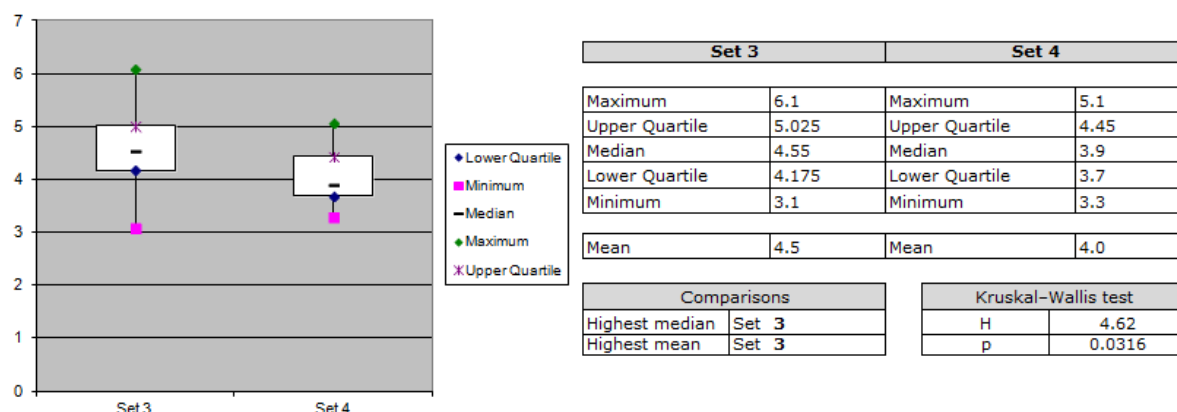 7
6
5
4
3
2
1
0
Set 3
Set 4
Lower Quartile
Minimum
Median
Maximum
Upper Quartile
Set 3 Set 4
Maximum 6.1 Maximum 5.1
Upper Quartile 5.025 Upper Quartile 4.45
Median 4.55 Median 3.9
Lower Quartile 4.175 Lower Quartile 3.7
Minimum 3.1 Minimum 3.3
Mean 4.5 Mean 4.0
Comparisons
Highest median Set 3
Highest mean Set 3
Kruskal-Wallis test
H 4.62
p 0.0316